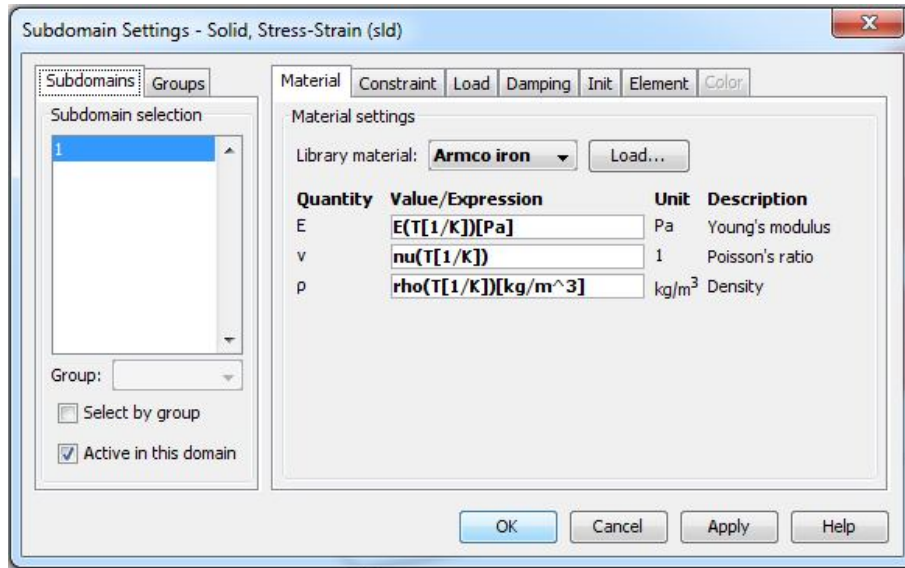 Subdomain Settings - Solid, Stress-Strain (sld)
Subdomains Groups
Subdomain selection
1
Group:
Select by group
Active in this domain
Material Constraint Load Damping Init Element Color
Material settings
Library material: Armco iron Load...
Quantity Value/Expression Unit Description
E E(T[1/K])[Pa] Pa Young's modulus
ν nu(T[1/K]) 1 Poisson's ratio
ρ rho(T[1/K])[kg/m^3] kg/m³ Density
OK Cancel Apply Help